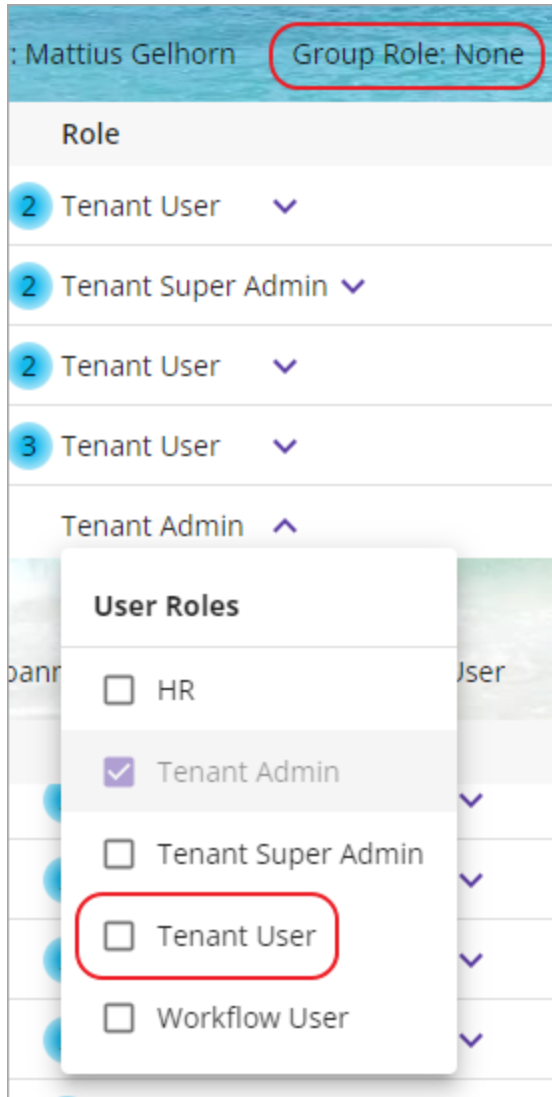 : Mattius Gelhorn Group Role: None
Role
2 Tenant User
2 Tenant Super Admin
2 Tenant User
3 Tenant User
Tenant Admin
User Roles
HR
Tenant Admin
Tenant Super Admin
Tenant User
Workflow User